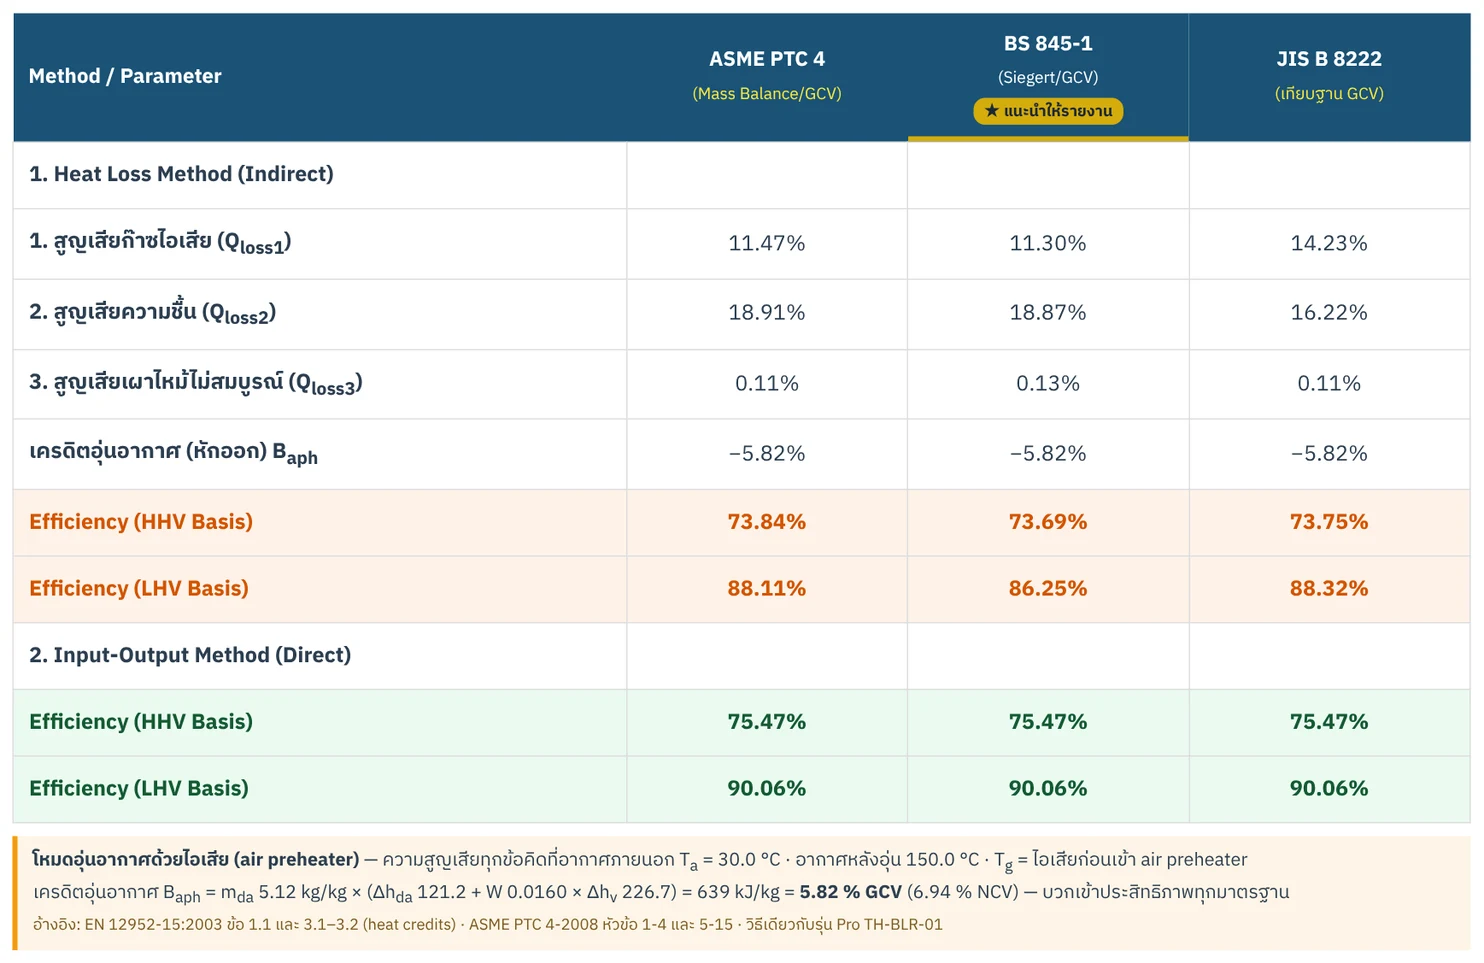 Method / Parameter
ASME PTC 4
(Mass Balance/GCV)
BS 845-1
(Siegert/GCV)
★ แนะนำให้รายงาน
JIS B 8222
(เทียบฐาน GCV)
1. Heat Loss Method (Indirect)
1. สูญเสียก๊าซไอเสีย (Qloss1) 11.47% 11.30% 14.23%
2. สูญเสียความชื้น (Qloss2) 18.91% 18.87% 16.22%
3. สูญเสียเผาไหม้ไม่สมบูรณ์ (Qloss3) 0.11% 0.13% 0.11%
เครดิตอุ่นอากาศ (หักออก) Baph −5.82% −5.82% −5.82%
Efficiency (HHV Basis) 73.84% 73.69% 73.75%
Efficiency (LHV Basis) 88.11% 86.25% 88.32%
2. Input-Output Method (Direct)
Efficiency (HHV Basis) 75.47% 75.47% 75.47%
Efficiency (LHV Basis) 90.06% 90.06% 90.06%
โหมดอุ่นอากาศด้วยไอเสีย (air preheater) — ความสูญเสียทุกข้อคิดที่อากาศภายนอก Ta = 30.0 °C · อากาศหลังอุ่น 150.0 °C · Tg = ไอเสียก่อนเข้า air preheater
เครดิตอุ่นอากาศ Baph = mda 5.12 kg/kg × (Δhda 121.2 + W 0.0160 × Δhv 226.7) = 639 kJ/kg = 5.82 % GCV (6.94 % NCV) — บวกเข้าประสิทธิภาพทุกมาตรฐาน
อ้างอิง: EN 12952-15:2003 ข้อ 1.1 และ 3.1–3.2 (heat credits) · ASME PTC 4-2008 หัวข้อ 1-4 และ 5-15 · วิธีเดียวกับรุ่น Pro TH-BLR-01